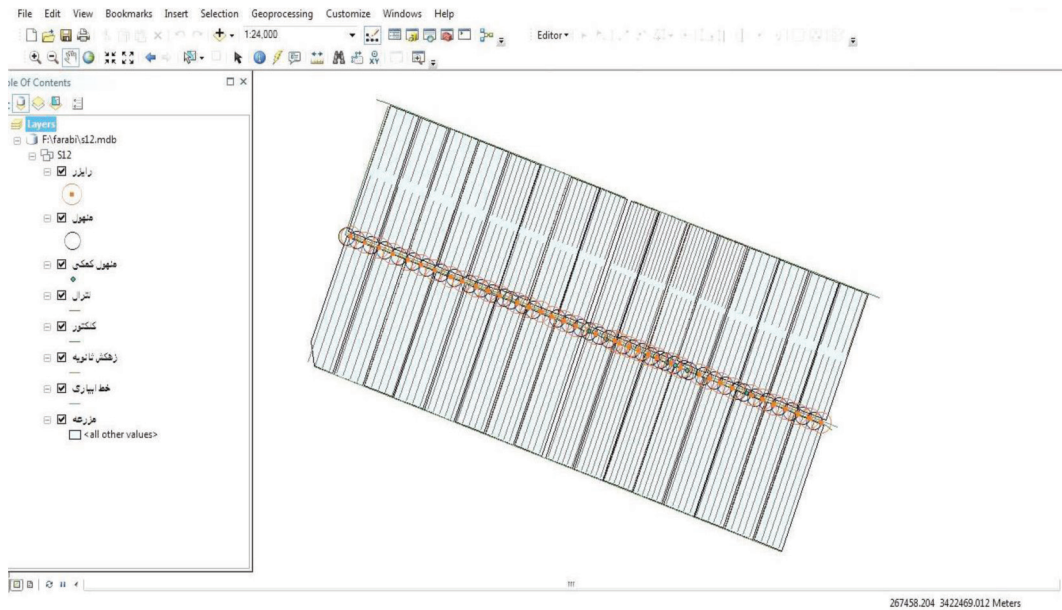 File Edit View Bookmarks Insert Selection Geoprocessing Customize Windows Help
1:24,000
Editor
ble Of Contents
Layers
F:\farabi\s12.mdb
S12
رایزر
منهول
منهول کمکی
لترال
کلکتور
زهکش ثانویه
خط ابیاری
مزرعه
<all other values>
267458.204 3422469.012 Meters